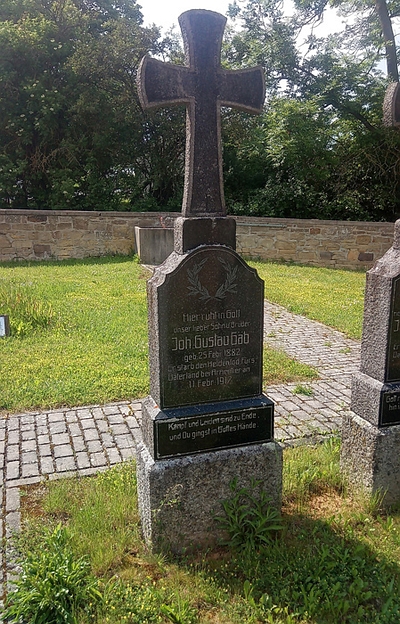 Hier ruht in Gott
unser lieber Sohn u. Bruder
Joh. Gustav Gab
geb. 25 Febr. 1882
Er starb den Heldentod fürs
Vaterland bei
11. Febr. 1917.
Kampf und Leiden sind zu Ende
und Du gingst in Gottes Hände